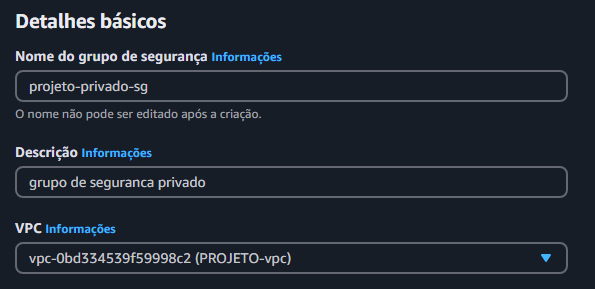 Detalhes básicos
Nome do grupo de segurança Informações
projeto-privado-sg
O nome não pode ser editado após a criação.
Descrição Informações
grupo de seguranca privado
VPC Informações
vpc-0bd334539f59998c2 (PROJETO-vpc)